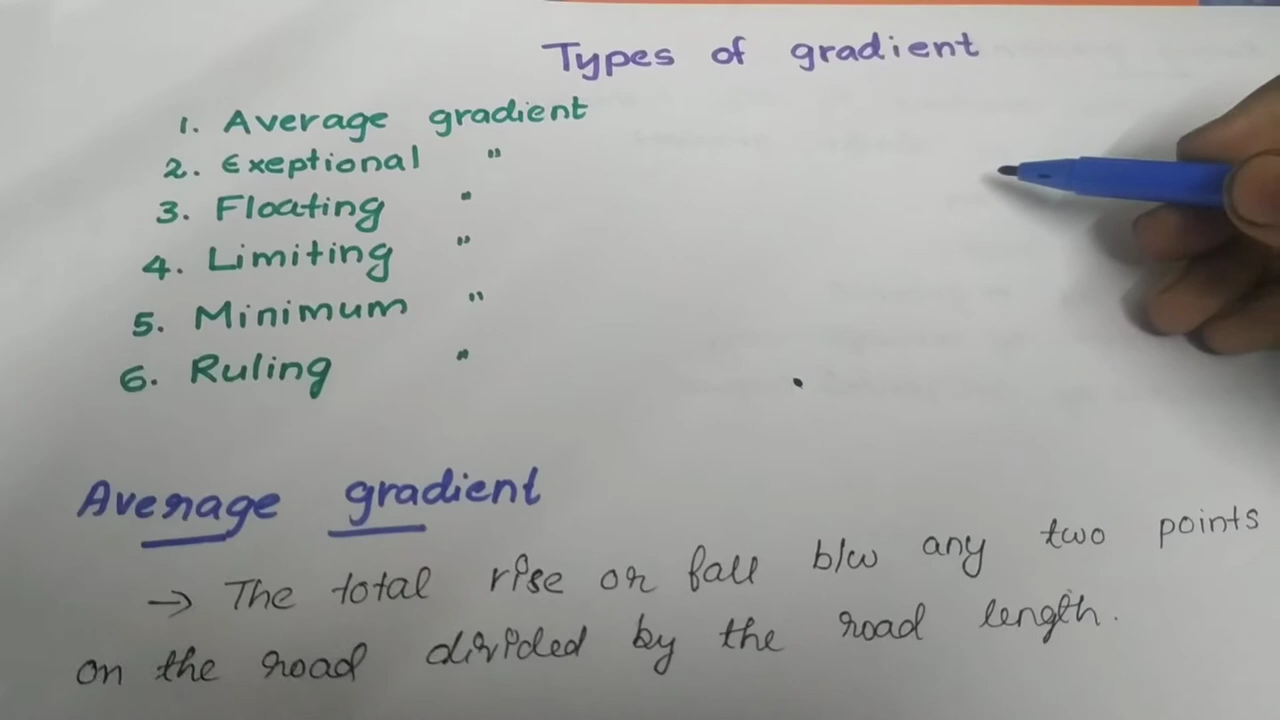 Types of gradient
1. Average gradient
2. Exeptional "
3. Floating "
4. Limiting "
5. Minimum "
6. Ruling "
Average gradient
→ The total rise or fall b/w any two points
on the road divided by the road length.